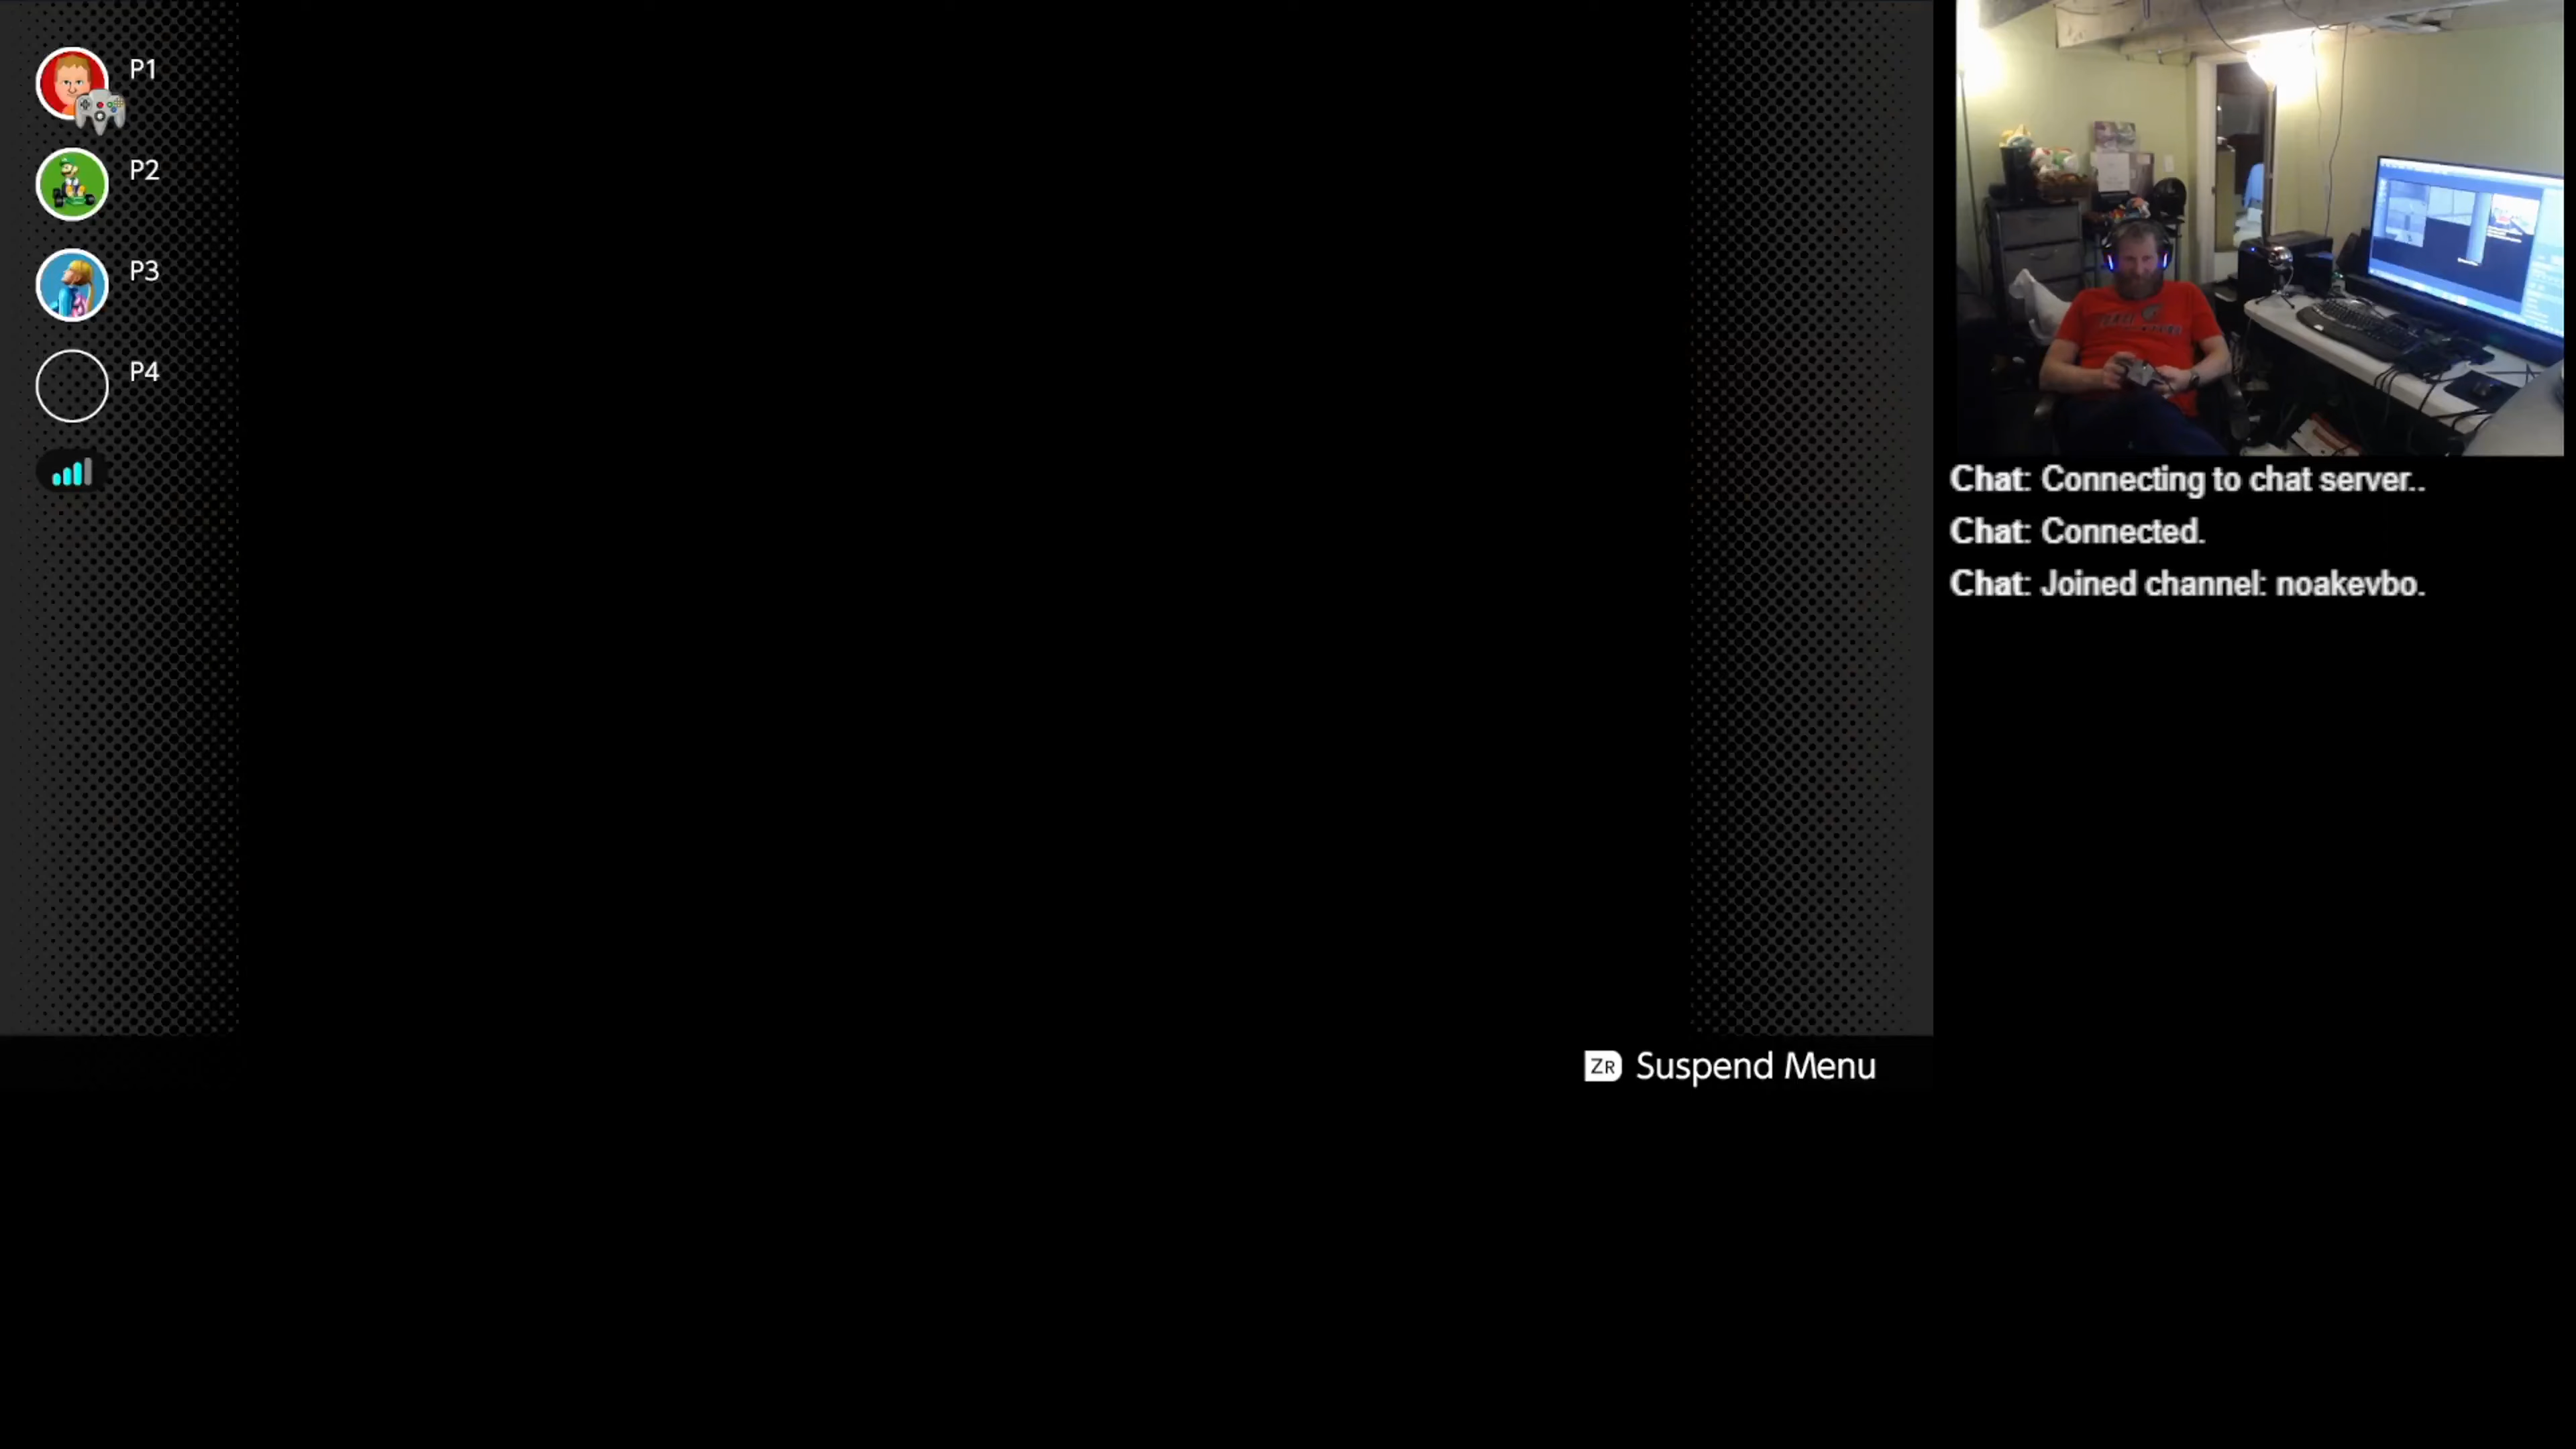 P1
P2
P3
P4
Chat: Connecting to chat server..
Chat: Connected.
Chat: Joined channel: noakevbo.
ZR Suspend Menu